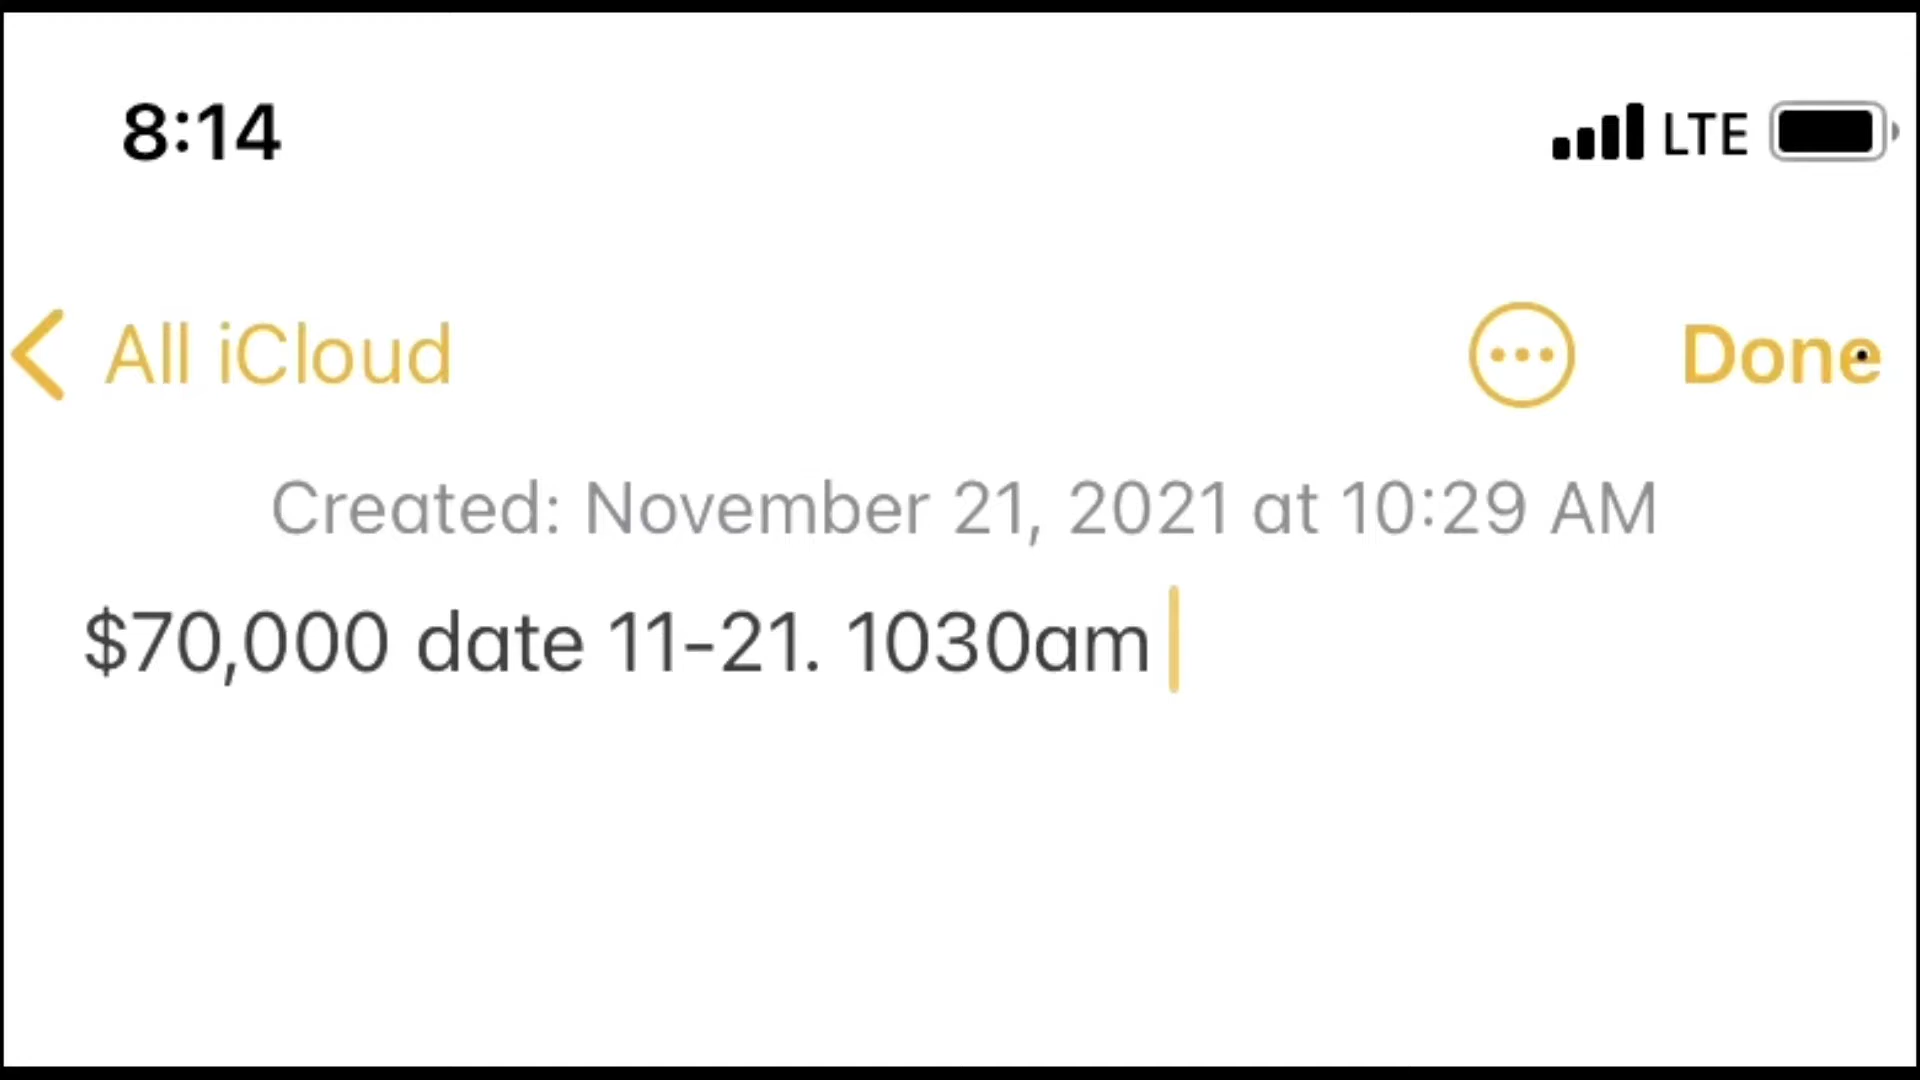 8:14 LTE
All iCloud Done
Created: November 21, 2021 at 10:29 AM
$70,000 date 11-21. 1030am